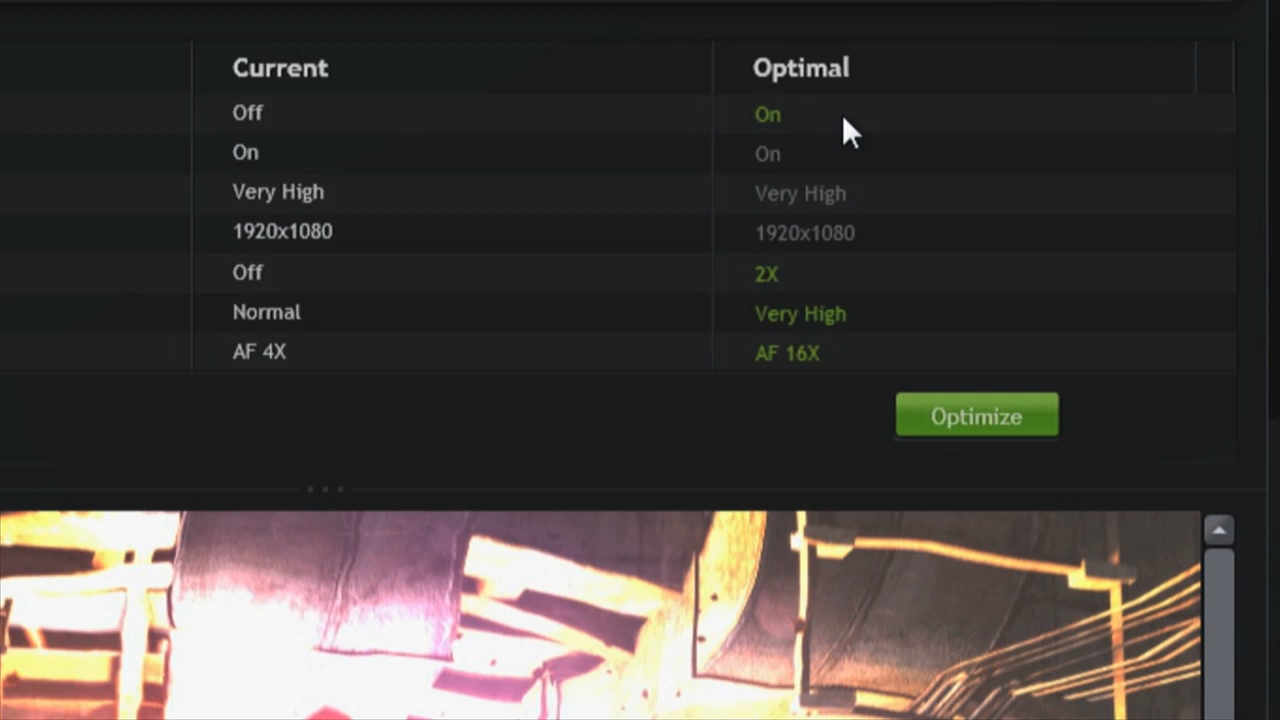 Current Optimal
Off On
On On
Very High Very High
1920x1080 1920x1080
Off 2X
Normal Very High
AF 4X AF 16X
Optimize